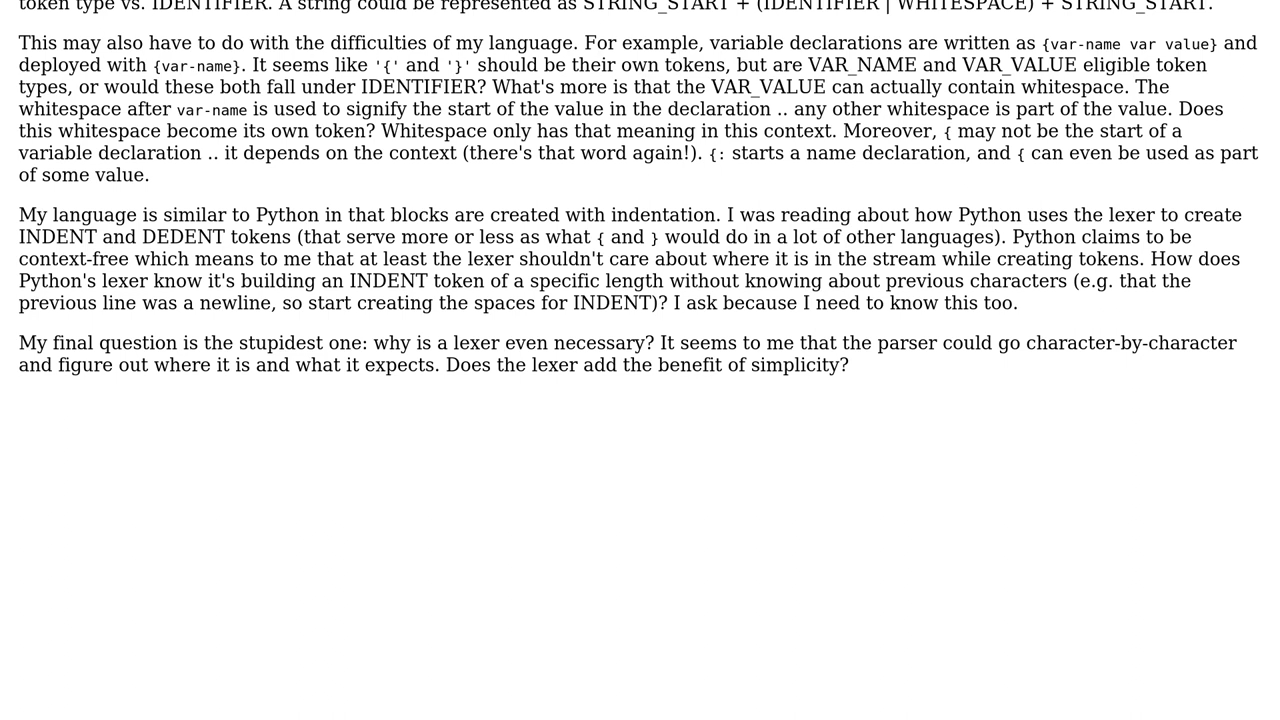 token type vs. IDENTIFIER. A string could be represented as STRING_START + (IDENTIFIER | WHITESPACE) + STRING_START.
This may also have to do with the difficulties of my language. For example, variable declarations are written as {var-name var value} and
deployed with {var-name}. It seems like '{' and '}' should be their own tokens, but are VAR_NAME and VAR_VALUE eligible token
types, or would these both fall under IDENTIFIER? What's more is that the VAR_VALUE can actually contain whitespace. The
whitespace after var-name is used to signify the start of the value in the declaration .. any other whitespace is part of the value. Does
this whitespace become its own token? Whitespace only has that meaning in this context. Moreover, { may not be the start of a
variable declaration .. it depends on the context (there's that word again!). {: starts a name declaration, and { can even be used as part
of some value.
My language is similar to Python in that blocks are created with indentation. I was reading about how Python uses the lexer to create
INDENT and DEDENT tokens (that serve more or less as what { and } would do in a lot of other languages). Python claims to be
context-free which means to me that at least the lexer shouldn't care about where it is in the stream while creating tokens. How does
Python's lexer know it's building an INDENT token of a specific length without knowing about previous characters (e.g. that the
previous line was a newline, so start creating the spaces for INDENT)? I ask because I need to know this too.
My final question is the stupidest one: why is a lexer even necessary? It seems to me that the parser could go character-by-character
and figure out where it is and what it expects. Does the lexer add the benefit of simplicity?